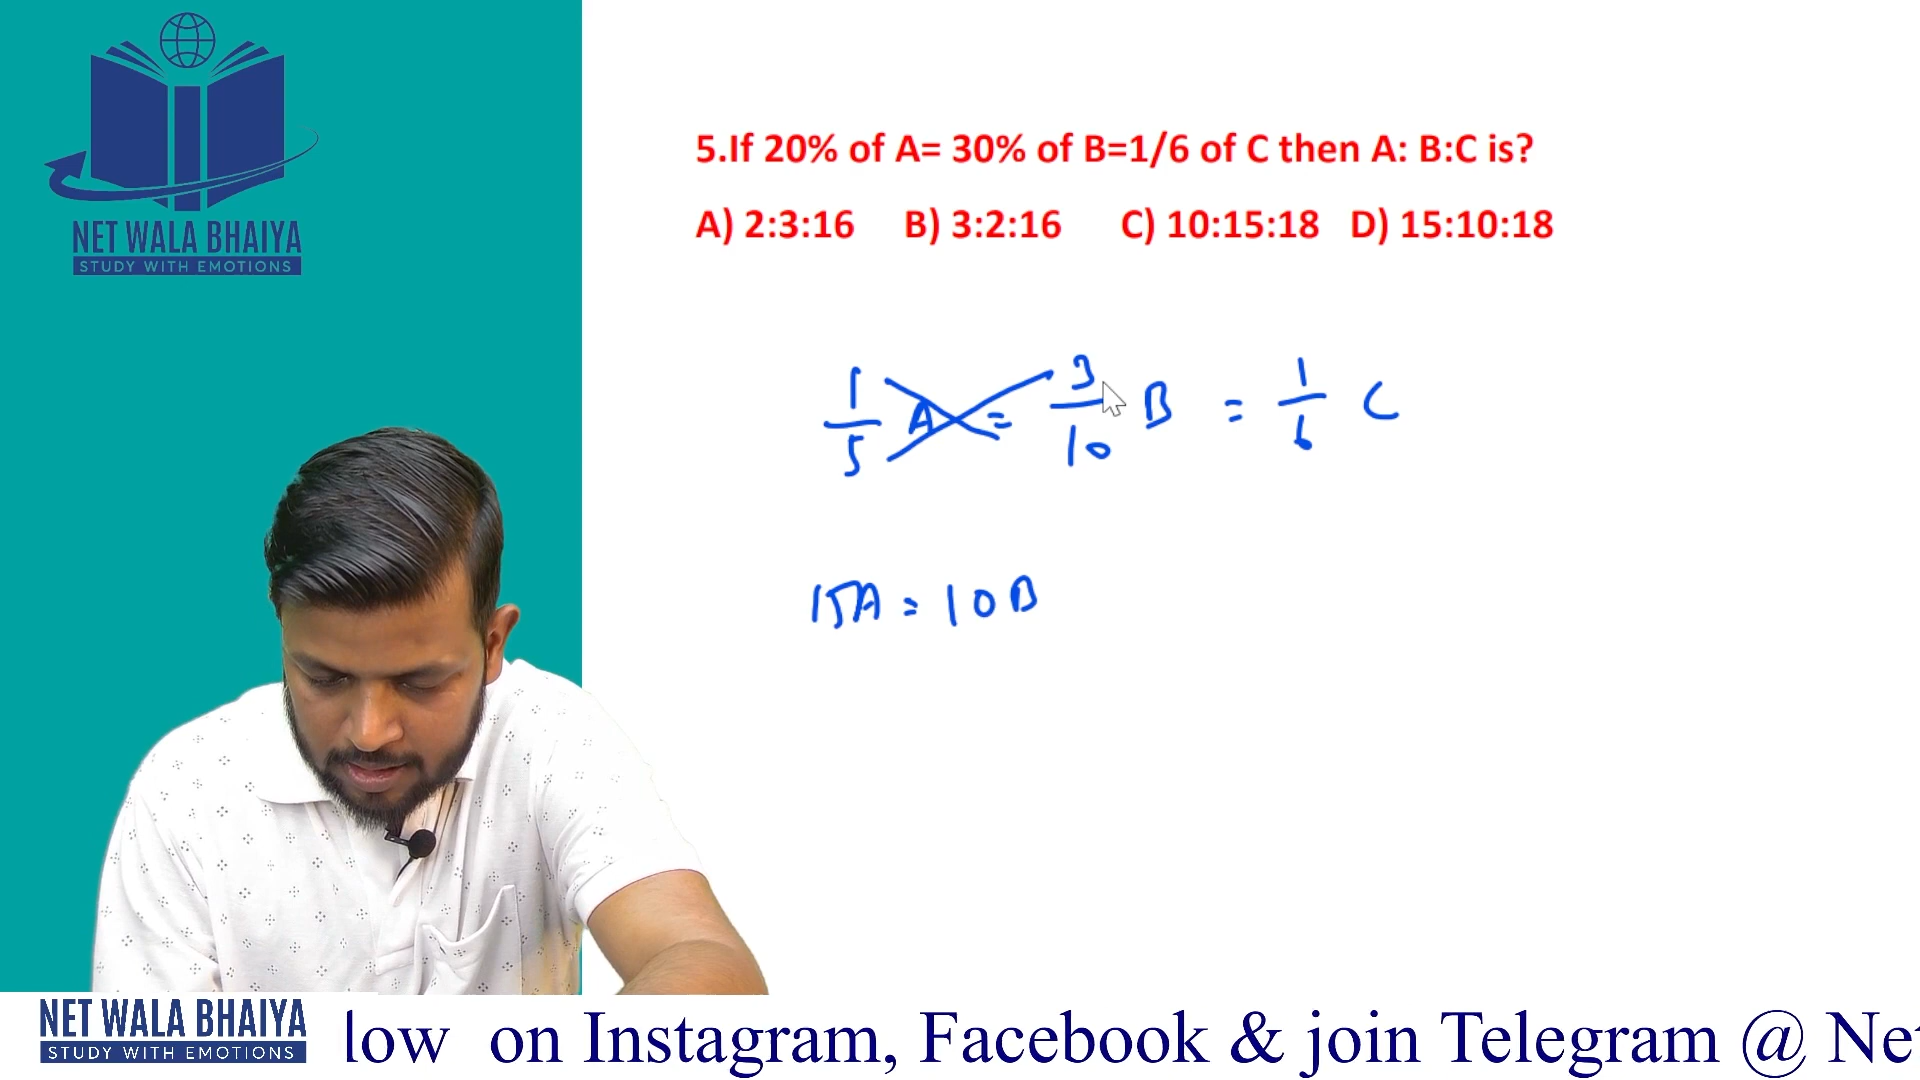 NET WALA BHAIYA
STUDY WITH EMOTIONS
5.If 20% of A= 30% of B=1/6 of C then A: B:C is?
A) 2:3:16 B) 3:2:16 C) 10:15:18 D) 15:10:18
1/5 A = 3/10 B = 1/6 C
15A = 10B
NET WALA BHAIYA
STUDY WITH EMOTIONS
low on Instagram, Facebook & join Telegram @ Ne